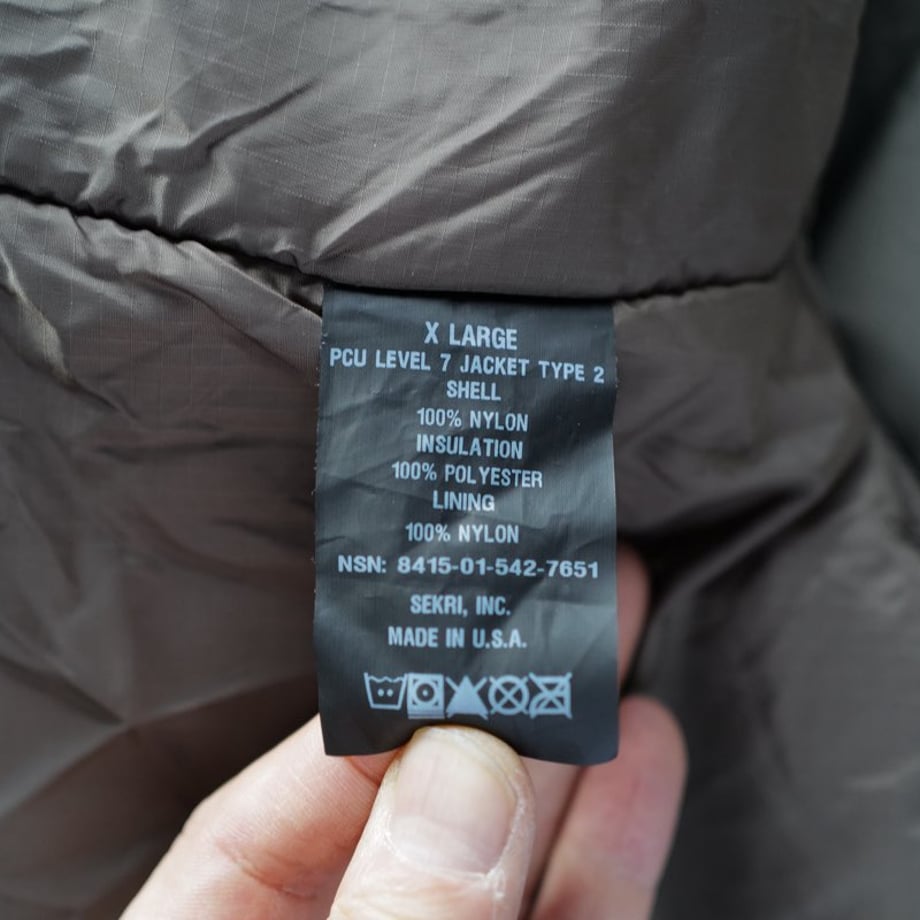 X LARGE
PCU LEVEL 7 JACKET TYPE 2
SHELL
100% NYLON
INSULATION
100% POLYESTER
LINING
100% NYLON
NSN: 8415-01-542-7651
SEKRI, INC.
MADE IN U.S.A.